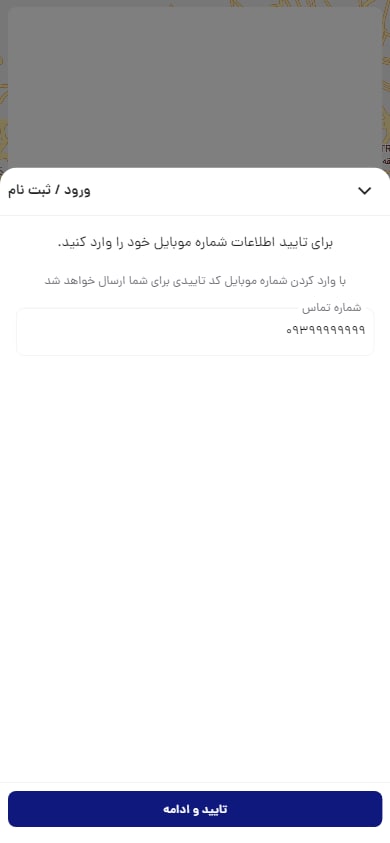 ورود / ثبت نام
برای تایید اطلاعات شماره موبایل خود را وارد کنید.
با وارد کردن شماره موبایل کد تاییدی برای شما ارسال خواهد شد
شماره تماس
۰۹۳۹۹۹۹۹۹۹۹
تایید و ادامه